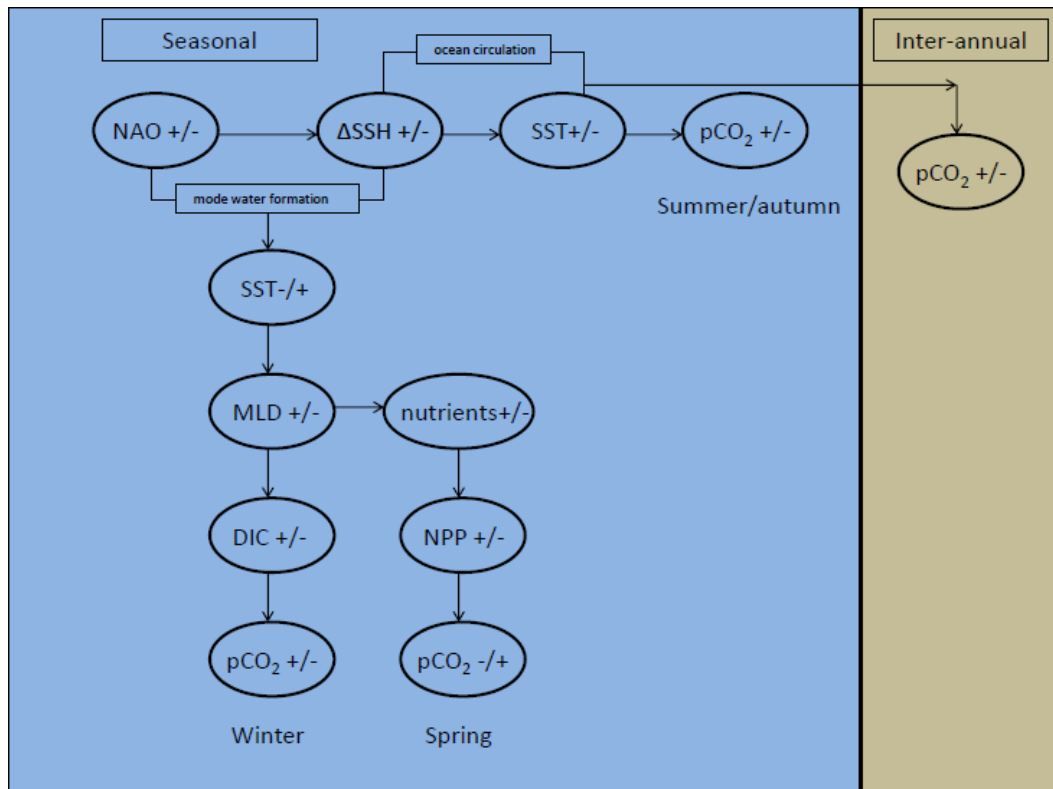 Seasonal
Inter-annual
ocean circulation
NAO +/-
ΔSSH +/-
SST+/-
pCO₂ +/-
pCO₂ +/-
mode water formation
Summer/autumn
SST-/+
MLD +/-
nutrients+/-
DIC +/-
NPP +/-
pCO₂ +/-
pCO₂ -/+
Winter
Spring